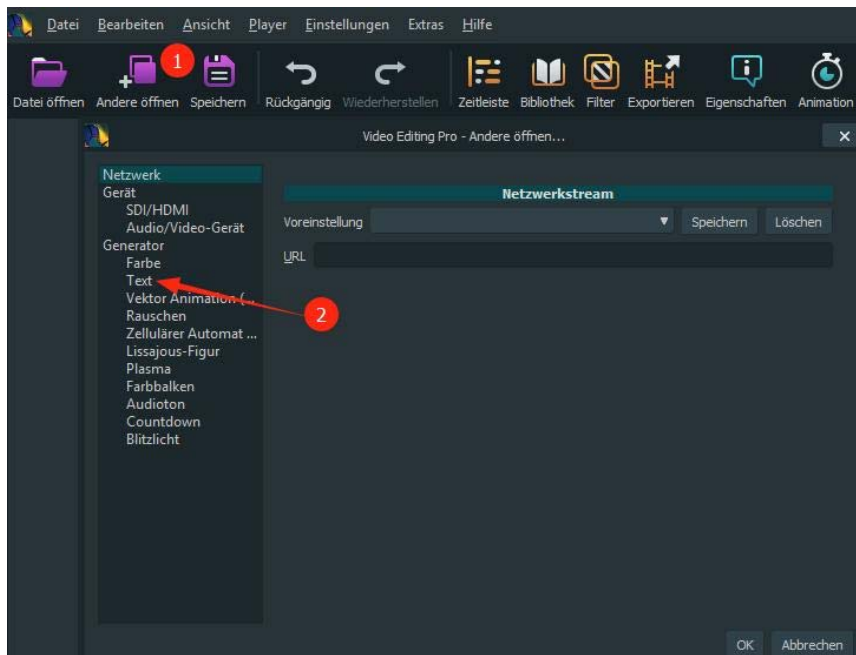 Datei Bearbeiten Ansicht Player Einstellungen Extras Hilfe
1
Datei öffnen Andere öffnen Speichern Rückgängig Wiederherstellen Zeitleiste Bibliothek Filter Exportieren Eigenschaften Animation
Video Editing Pro - Andere öffnen...
Netzwerk
Gerät
SDI/HDMI
Audio/Video-Gerät
Generator
Farbe
Text
Vektor Animation (...
Rauschen
Zellulärer Automat ...
Lissajous-Figur
Plasma
Farbbalken
Audioton
Countdown
Blitzlicht
Netzwerkstream
Voreinstellung Speichern Löschen
URL
2
OK Abbrechen